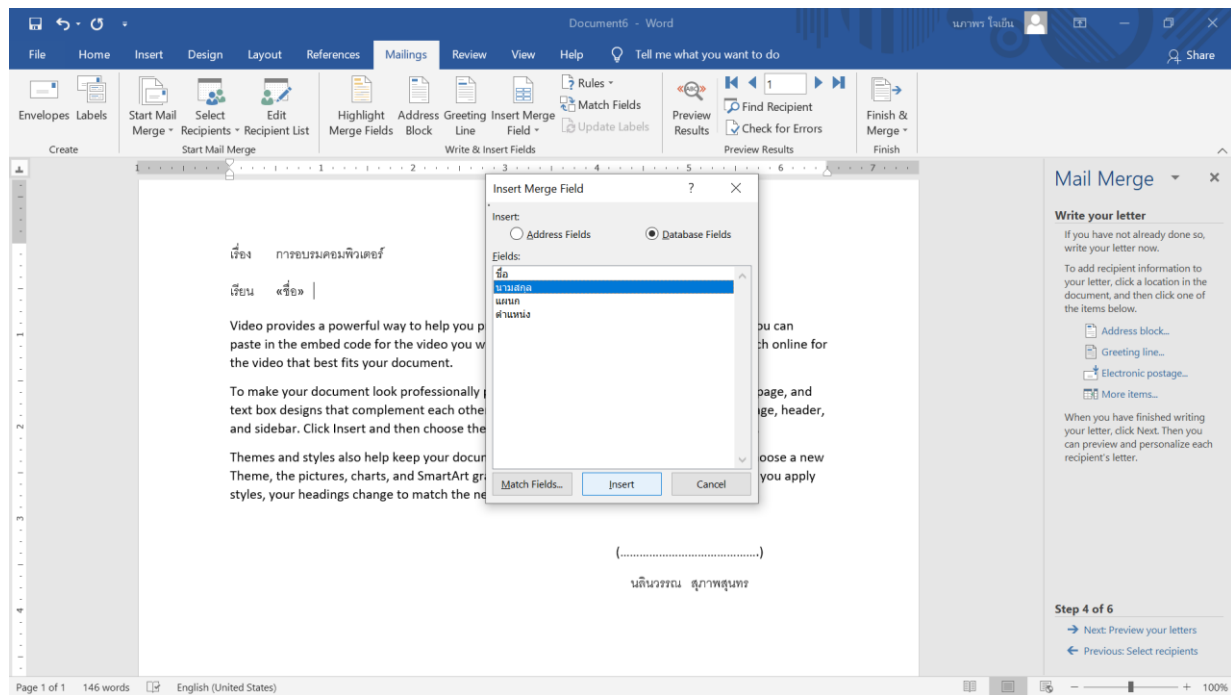 Document6 - Word
นภาพร ใจเย็น
File Home Insert Design Layout References Mailings Review View Help Tell me what you want to do
Share
Envelopes Labels
Create
Start Mail Merge Select Recipients Edit Recipient List
Start Mail Merge
Highlight Merge Fields Address Block Greeting Line Insert Merge Field
Rules
Match Fields
Update Labels
Write & Insert Fields
Preview Results
ABC
1
Find Recipient
Check for Errors
Preview Results
Finish & Merge
Finish
1 1 2 3 4 5 6 7
เรื่อง การอบรมคอมพิวเตอร์
เรียน «ชื่อ»
Video provides a powerful way to help you p
ou can
paste in the embed code for the video you w
ch online for
the video that best fits your document.
To make your document look professionally p
page, and
text box designs that complement each othe
ge, header,
and sidebar. Click Insert and then choose the
Themes and styles also help keep your docum
oose a new
Theme, the pictures, charts, and SmartArt gra
you apply
styles, your headings change to match the ne
(............................................)
นลินวรรณ สุภาพสุนทร
Insert Merge Field ?
Insert:
Address Fields Database Fields
Fields:
ชื่อ
นามสกุล
แผนก
ตำแหน่ง
Match Fields... Insert Cancel
Mail Merge
Write your letter
If you have not already done so,
write your letter now.
To add recipient information to
your letter, click a location in the
document, and then click one of
the items below.
Address block...
Greeting line...
Electronic postage...
More items...
When you have finished writing
your letter, click Next. Then you
can preview and personalize each
recipient's letter.
Step 4 of 6
Next: Preview your letters
Previous: Select recipients
Page 1 of 1 146 words English (United States)
100%